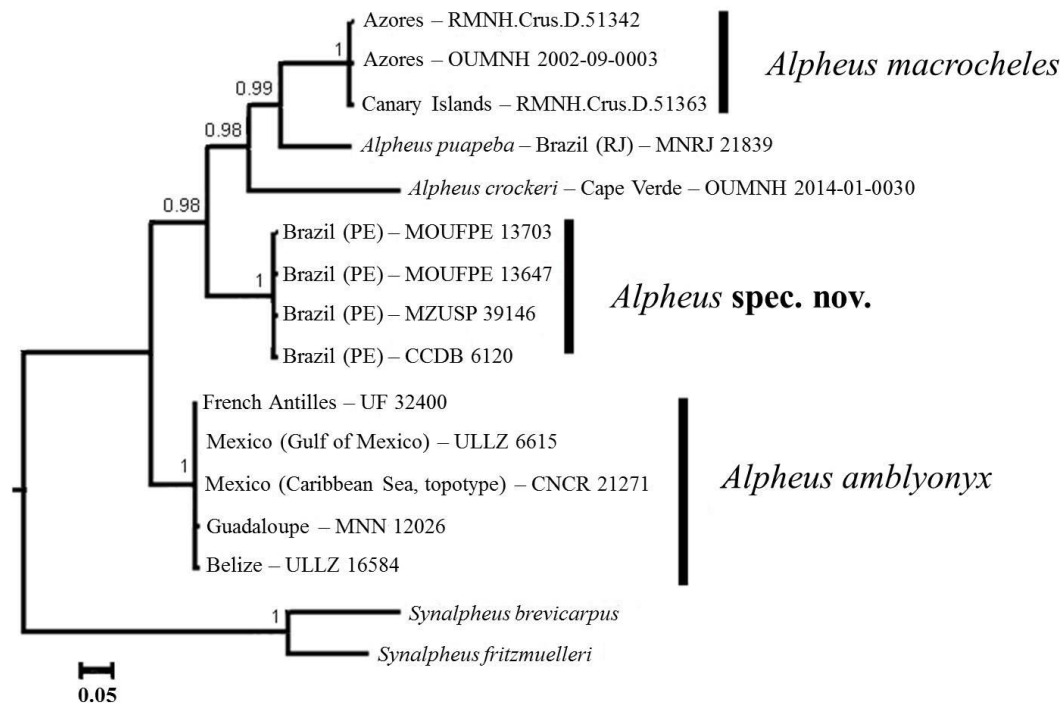 Azores – RMNH.Crus.D.51342
1
Azores – OUMNH 2002-09-0003
Alpheus macrocheles
0.99
Canary Islands – RMNH.Crus.D.51363
0.98
Alpheus puapeba – Brazil (RJ) – MNRJ 21839
Alpheus crockeri – Cape Verde – OUMNH 2014-01-0030
0.98
Brazil (PE) – MOUFPE 13703
1
Brazil (PE) – MOUFPE 13647
Alpheus spec. nov.
Brazil (PE) – MZUSP 39146
Brazil (PE) – CCDB 6120
French Antilles – UF 32400
Mexico (Gulf of Mexico) – ULLZ 6615
1
Mexico (Caribbean Sea, topotype) – CNCR 21271
Alpheus amblyonyx
Guadaloupe – MNN 12026
Belize – ULLZ 16584
1
Synalpheus brevicarpus
Synalpheus fritzmuelleri
0.05